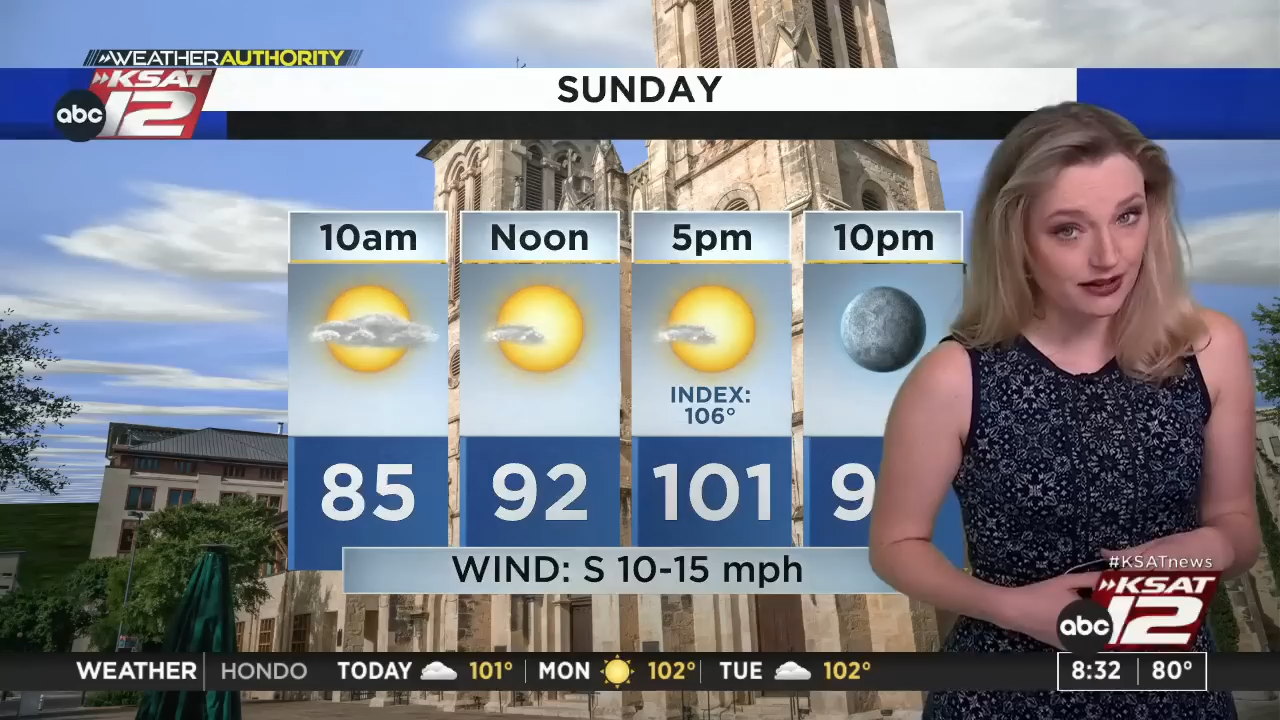 WEATHERAUTHORITY
KSAT
abc 12
SUNDAY
10am Noon 5pm 10pm
INDEX:
106°
85 92 101 9
WIND: S 10-15 mph
#KSATnews
KSAT
abc 12
WEATHER HONDO TODAY 101° MON 102° TUE 102° 8:32 80°